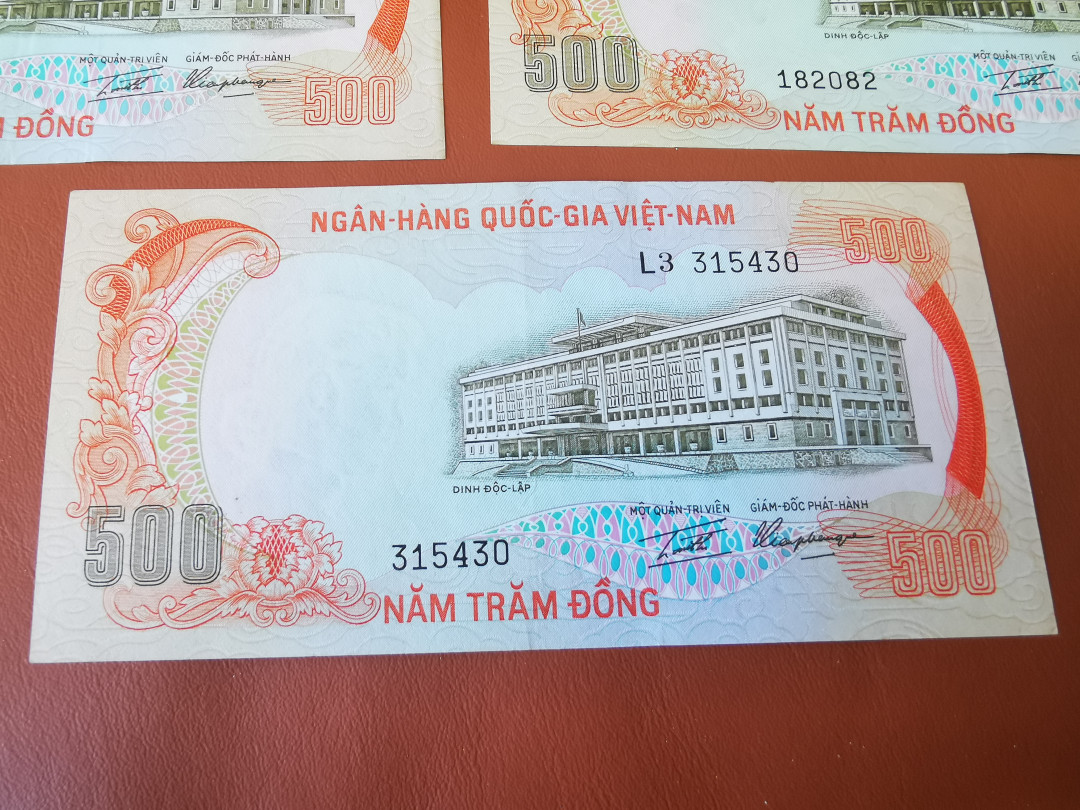 MỘT QUẢN-TRỊ VIÊN GIÁM-ĐỐC PHÁT-HÀNH
500
ĐỒNG
DINH ĐỘC-LẬP
500
MỘT QUẢN-TRỊ VIÊN
182082
NĂM TRĂM ĐỒNG
NGÂN-HÀNG QUỐC-GIA VIỆT-NAM
500
L3 315430
DINH ĐỘC-LẬP
MỘT QUẢN-TRỊ VIÊN GIÁM-ĐỐC PHÁT-HÀNH
500
315430
500
NĂM TRĂM ĐỒNG